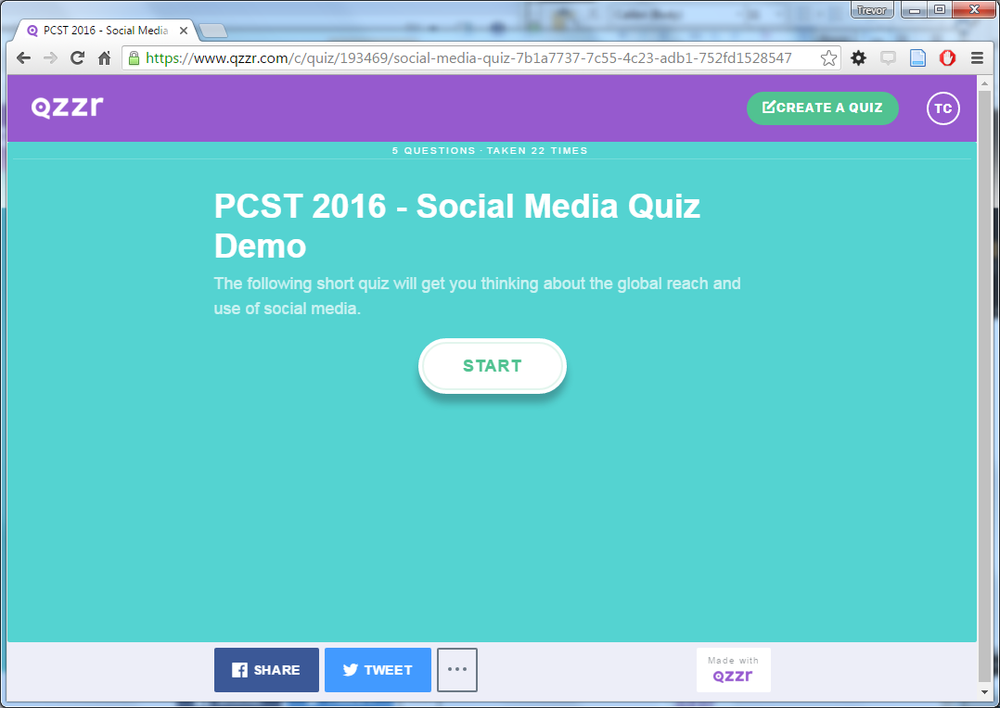 Trevor
PCST 2016 - Social Media
https://www.qzzr.com/c/quiz/193469/social-media-quiz-7b1a7737-7c55-4c23-adb1-752fd1528547
qzzr
CREATE A QUIZ
TC
5 QUESTIONS · TAKEN 22 TIMES
PCST 2016 - Social Media Quiz
Demo
The following short quiz will get you thinking about the global reach and
use of social media.
START
SHARE
TWEET
Made with
qzzr